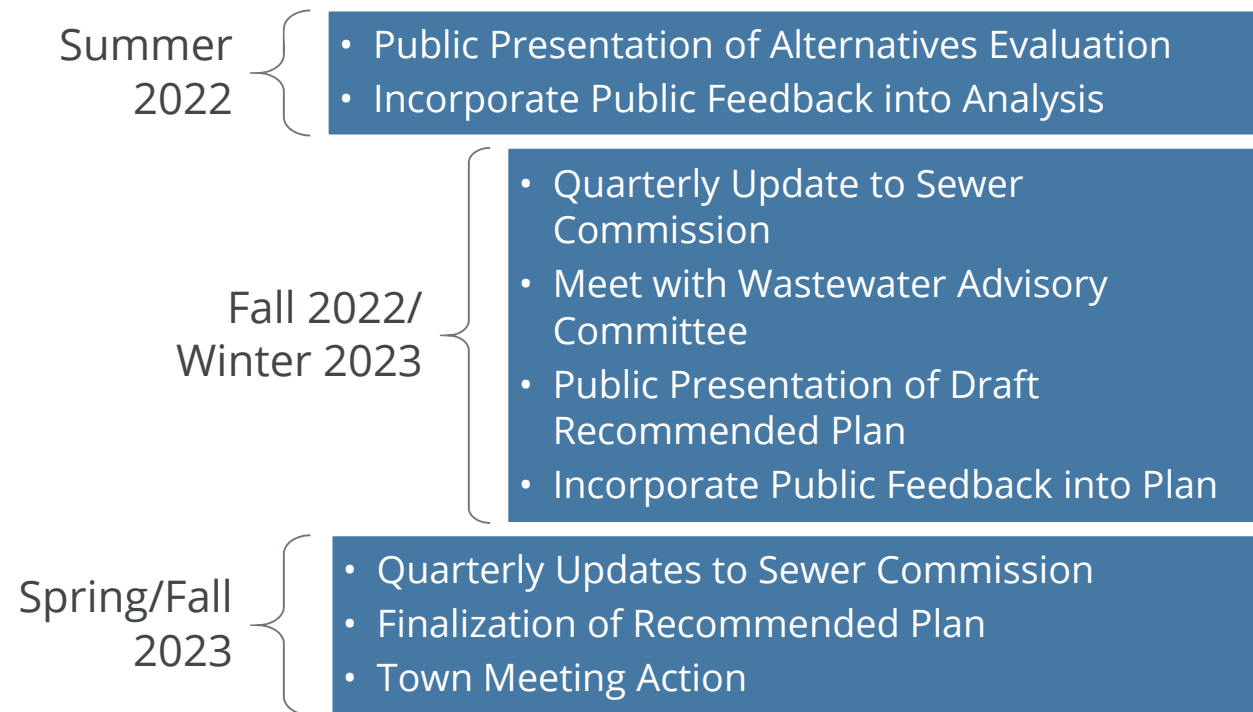 Summer
2022
• Public Presentation of Alternatives Evaluation
• Incorporate Public Feedback into Analysis
Fall 2022/
Winter 2023
• Quarterly Update to Sewer
Commission
• Meet with Wastewater Advisory
Committee
• Public Presentation of Draft
Recommended Plan
• Incorporate Public Feedback into Plan
Spring/Fall
2023
• Quarterly Updates to Sewer Commission
• Finalization of Recommended Plan
• Town Meeting Action